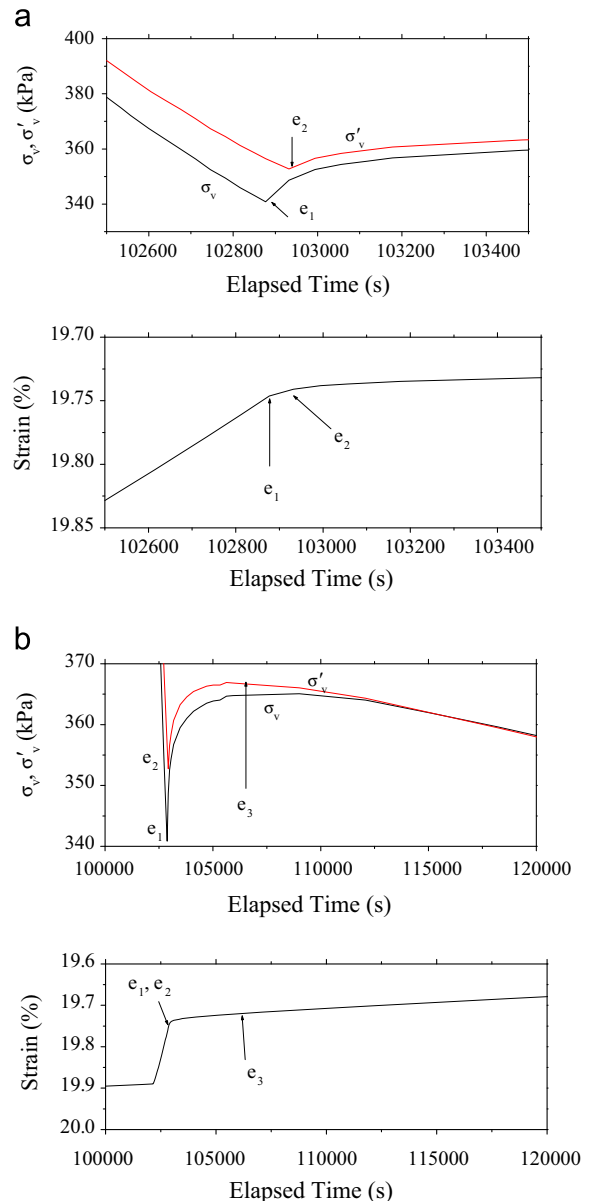 a
σv, σ'v (kPa)
400
380
360
340
e2
σ'v
σv
e1
102600 102800 103000 103200 103400
Elapsed Time (s)
Strain (%)
19.70
19.75
19.80
19.85
e2
e1
102600 102800 103000 103200 103400
Elapsed Time (s)
b
σv, σ'v (kPa)
370
360
350
340
σ'v
σv
e2
e3
e1
100000 105000 110000 115000 120000
Elapsed Time (s)
Strain (%)
19.6
19.7
19.8
19.9
20.0
e1, e2
e3
100000 105000 110000 115000 120000
Elapsed Time (s)